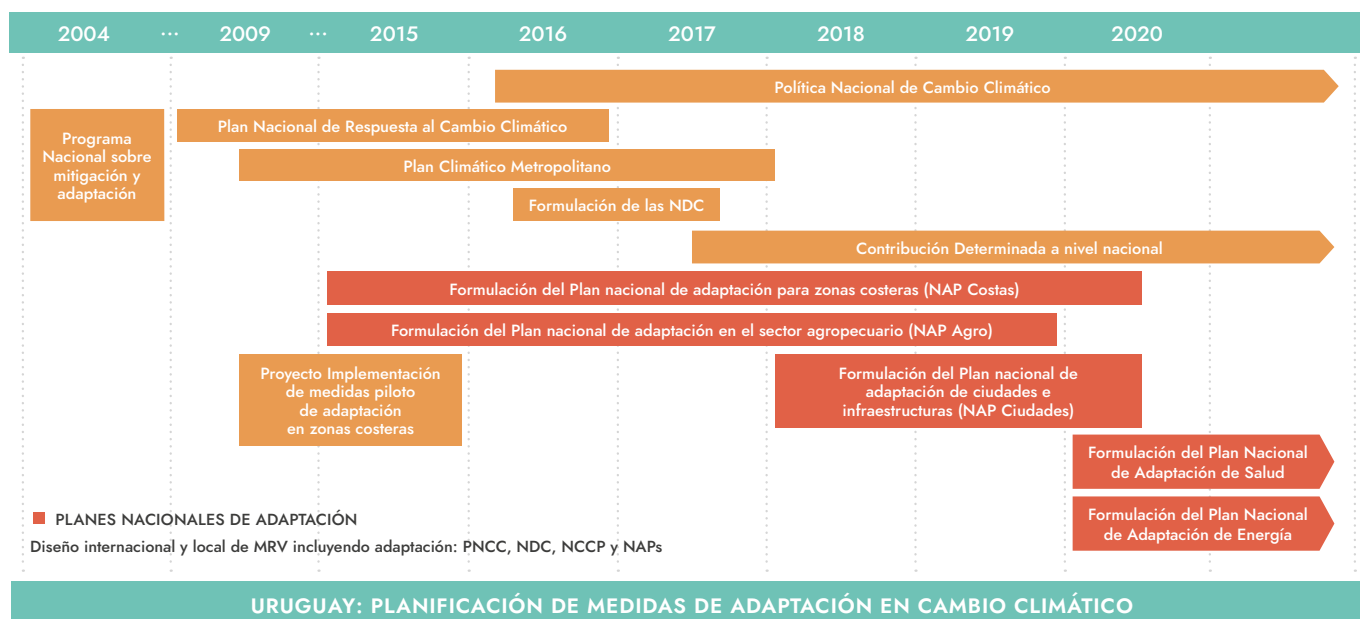 2004 ... 2009 ... 2015 2016 2017 2018 2019 2020
Política Nacional de Cambio Climático
Programa
Nacional sobre
mitigación y
adaptación
Plan Nacional de Respuesta al Cambio Climático
Plan Climático Metropolitano
Formulación de las NDC
Contribución Determinada a nivel nacional
Formulación del Plan nacional de adaptación para zonas costeras (NAP Costas)
Formulación del Plan nacional de adaptación en el sector agropecuario (NAP Agro)
Proyecto Implementación
de medidas piloto
de adaptación
en zonas costeras
Formulación del Plan nacional de
adaptación de ciudades e
infraestructuras (NAP Ciudades)
Formulación del Plan Nacional
de Adaptación de Salud
Formulación del Plan Nacional
de Adaptación de Energía
PLANES NACIONALES DE ADAPTACIÓN
Diseño internacional y local de MRV incluyendo adaptación: PNCC, NDC, NCCP y NAPs
URUGUAY: PLANIFICACIÓN DE MEDIDAS DE ADAPTACIÓN EN CAMBIO CLIMÁTICO